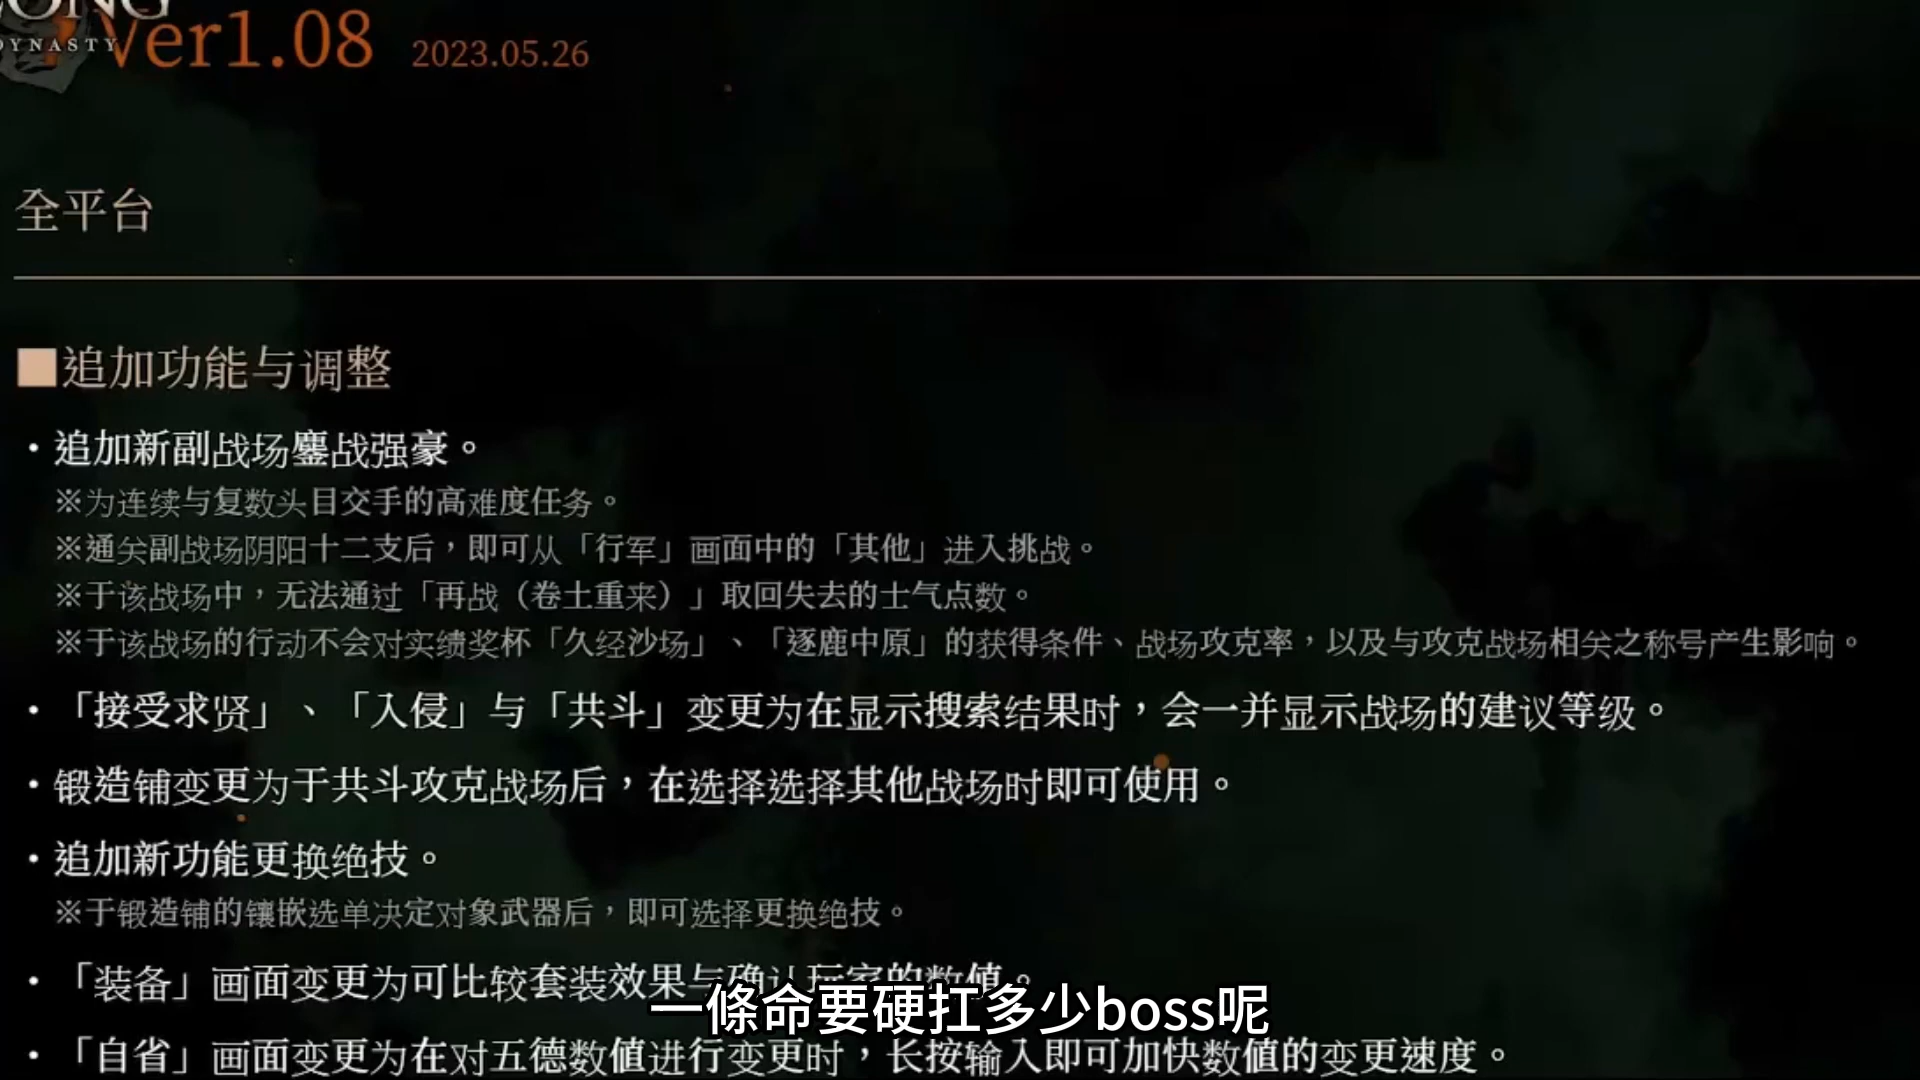 DYNASTY
Ver1.08 2023.05.26
全平台
■追加功能与调整
・追加新副战场鏖战强豪。
※为连续与复数头目交手的高难度任务。
※通关副战场阴阳十二支后，即可从「行军」画面中的「其他」进入挑战。
※于该战场中，无法通过「再战（卷土重来）」取回失去的士气点数。
※于该战场的行动不会对实绩奖杯「久经沙场」、「逐鹿中原」的获得条件、战场攻克率，以及与攻克战场相关之称号产生影响。
・「接受求贤」、「入侵」与「共斗」变更为在显示搜索结果时，会一并显示战场的建议等级。
・锻造铺变更为于共斗攻克战场后，在选择选择其他战场时即可使用。
・追加新功能更换绝技。
※于锻造铺的镶嵌选单决定对象武器后，即可选择更换绝技。
・「装备」画面变更为可比较套装效果与确认玩家的数值。
一條命要硬扛多少boss呢
・「自省」画面变更为在对五德数值进行变更时，长按输入即可加快数值的变更速度。